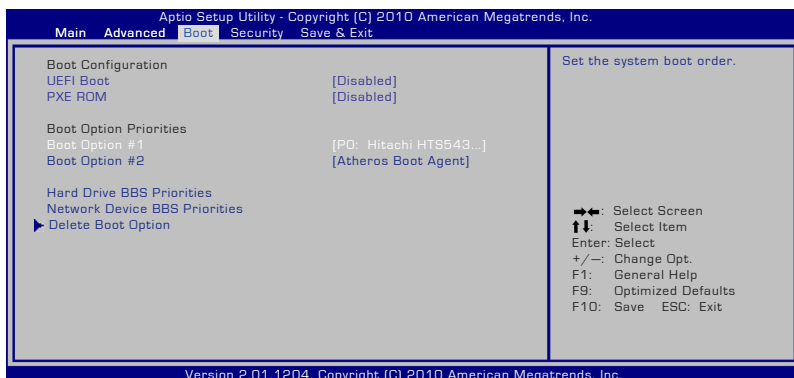 Aptio Setup Utility - Copyright (C) 2010 American Megatrends, Inc.
Main Advanced Boot Security Save & Exit
Boot Configuration
UEFI Boot [Disabled]
PXE ROM [Disabled]
Boot Option Priorities
Boot Option #1 [P0: Hitachi HTS543...]
Boot Option #2 [Atheros Boot Agent]
Hard Drive BBS Priorities
Network Device BBS Priorities
Delete Boot Option
Set the system boot order.
→←: Select Screen
↑↓: Select Item
Enter: Select
+/—: Change Opt.
F1: General Help
F9: Optimized Defaults
F10: Save ESC: Exit
Version 2.01.1204. Copyright (C) 2010 American Megatrends, Inc.